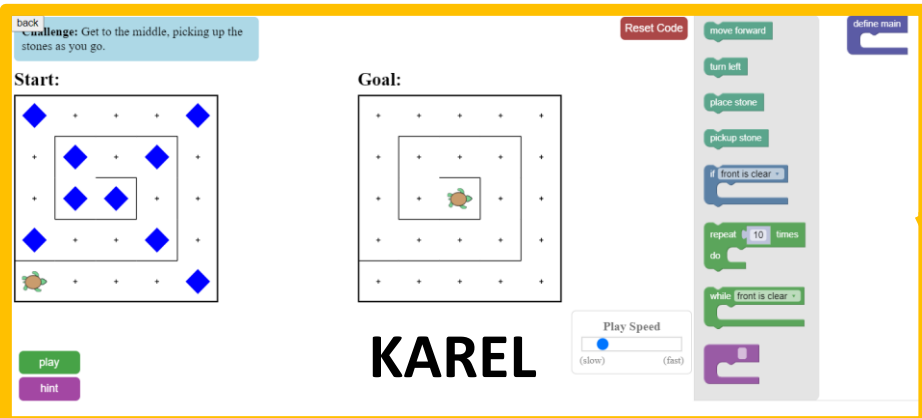 back
Challenge: Get to the middle, picking up the
stones as you go.
Reset Code
Start:
Goal:
move forward
turn left
place stone
pickup stone
if front is clear
repeat 10 times
do
while front is clear
define main
Play Speed
(slow) (fast)
KAREL
play
hint